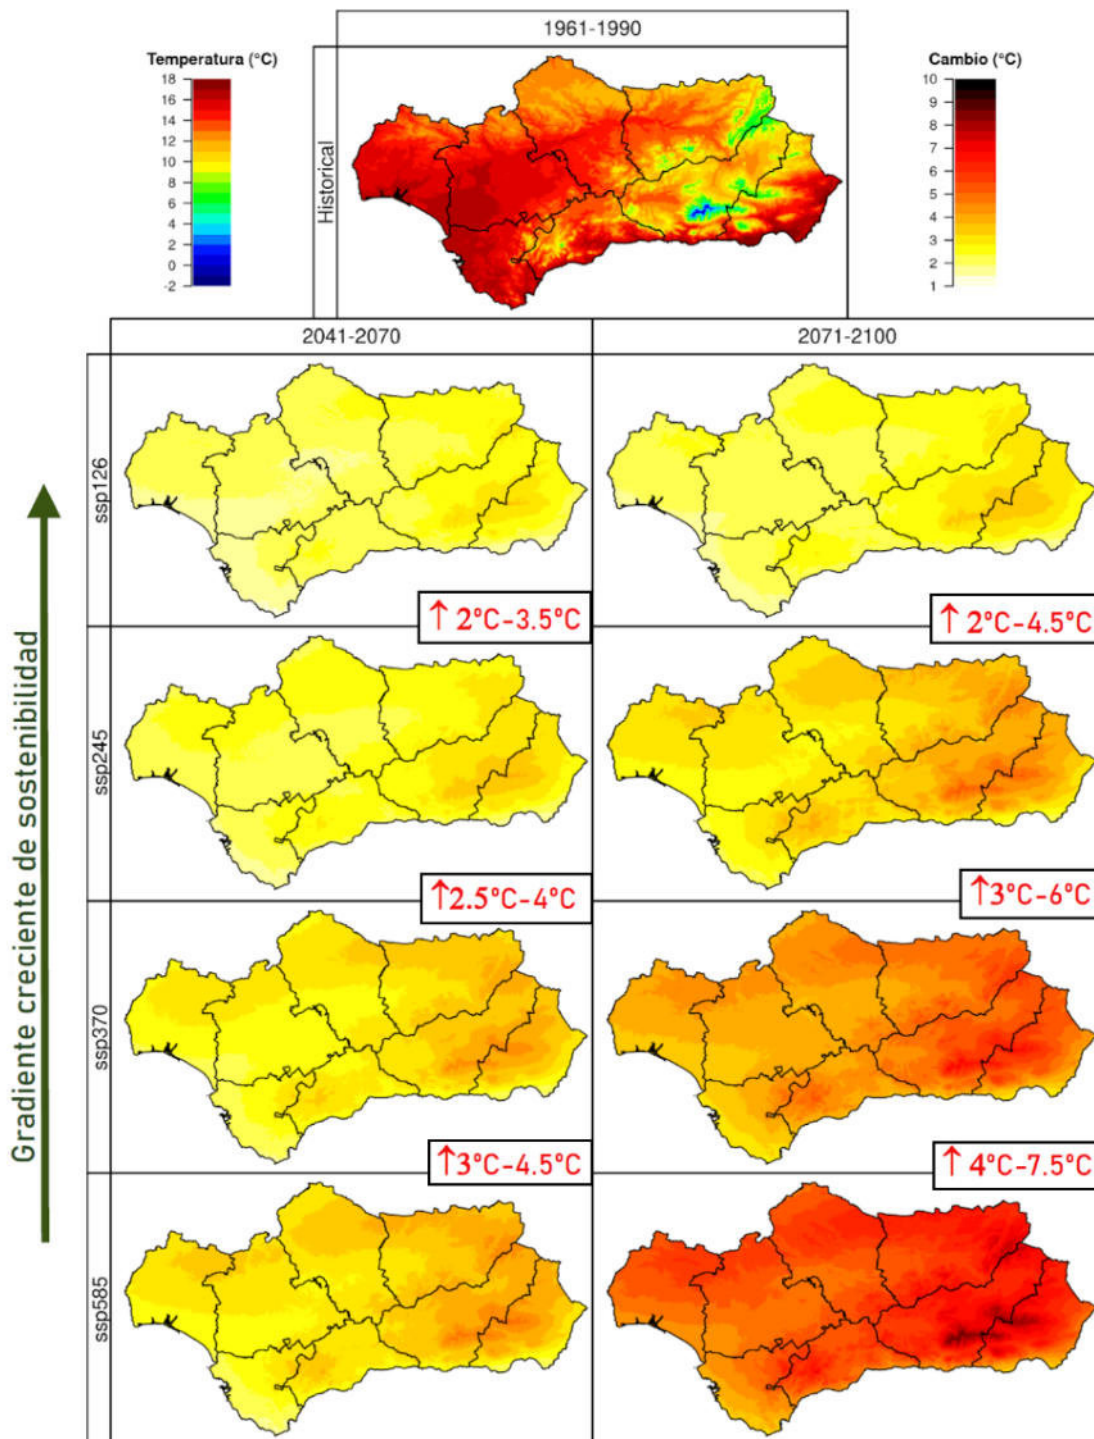 1961-1990
Temperatura (°C)
18
16
14
12
10
8
6
4
2
0
-2
Historical
Cambio (°C)
10
9
8
7
6
5
4
3
2
1
2041-2070
2071-2100
Gradiente creciente de sostenibilidad
ssp126
↑ 2°C-3.5°C
↑ 2°C-4.5°C
ssp245
↑2.5°C-4°C
↑3°C-6°C
ssp370
↑3°C-4.5°C
↑ 4°C-7.5°C
ssp585